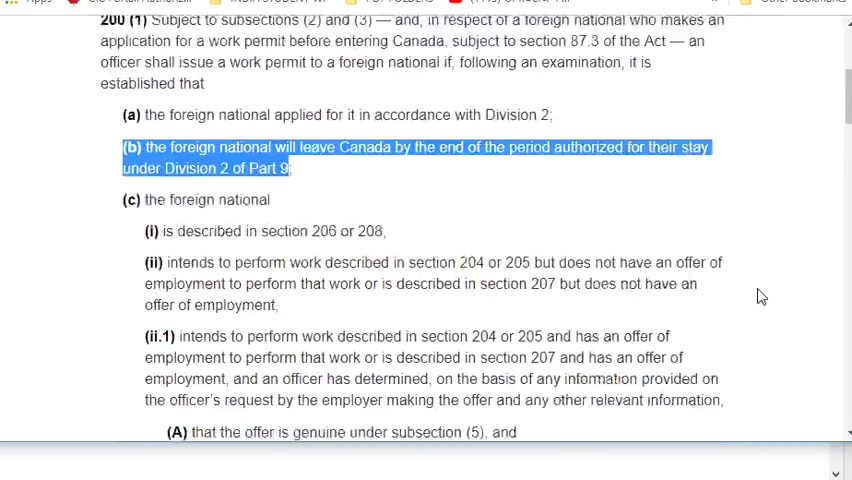 200 (1) Subject to subsections (2) and (3) — and, in respect of a foreign national who makes an
application for a work permit before entering Canada, subject to section 87.3 of the Act — an
officer shall issue a work permit to a foreign national if, following an examination, it is
established that
(a) the foreign national applied for it in accordance with Division 2;
(b) the foreign national will leave Canada by the end of the period authorized for their stay
under Division 2 of Part 9;
(c) the foreign national
(i) is described in section 206 or 208,
(ii) intends to perform work described in section 204 or 205 but does not have an offer of
employment to perform that work or is described in section 207 but does not have an
offer of employment,
(ii.1) intends to perform work described in section 204 or 205 and has an offer of
employment to perform that work or is described in section 207 and has an offer of
employment, and an officer has determined, on the basis of any information provided on
the officer's request by the employer making the offer and any other relevant information,
(A) that the offer is genuine under subsection (5), and